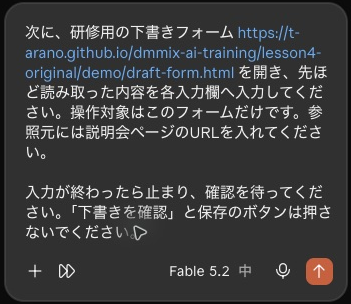 次に、研修用の下書きフォーム https://t-
arano.github.io/dmmix-ai-training/lesson4-
original/demo/draft-form.html を開き、先ほ
ど読み取った内容を各入力欄へ入力してくだ
さい。操作対象はこのフォームだけです。参
照元には説明会ページのURLを入れてくださ
い。
入力が終わったら止まり、確認を待ってくだ
さい。「下書きを確認」と保存のボタンは押さ
ないでください。
Fable 5.2 中